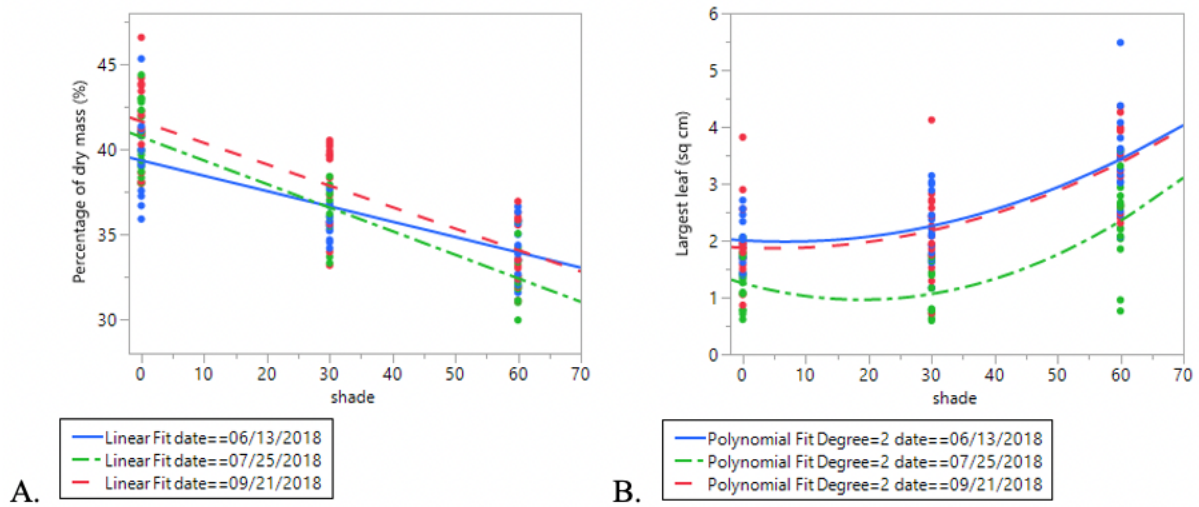 45
40
35
30
Percentage of dry mass (%)
0 10 20 30 40 50 60 70
shade
Linear Fit date==06/13/2018
Linear Fit date==07/25/2018
Linear Fit date==09/21/2018
A.
6
5
4
3
2
1
0
Largest leaf (sq cm)
0 10 20 30 40 50 60 70
shade
Polynomial Fit Degree=2 date==06/13/2018
Polynomial Fit Degree=2 date==07/25/2018
Polynomial Fit Degree=2 date==09/21/2018
B.